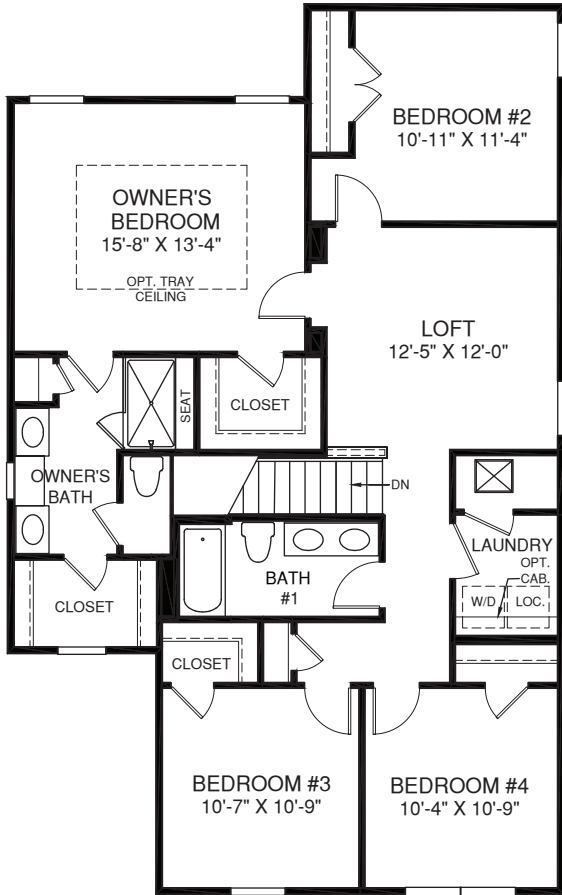 BEDROOM #2
10'-11" X 11'-4"
OWNER'S
BEDROOM
15'-8" X 13'-4"
OPT. TRAY
CEILING
LOFT
12'-5" X 12'-0"
CLOSET
SEAT
OWNER'S
BATH
DN
LAUNDRY
OPT.
CAB.
W/D
LOC.
BATH
#1
CLOSET
CLOSET
BEDROOM #3
10'-7" X 10'-9"
BEDROOM #4
10'-4" X 10'-9"